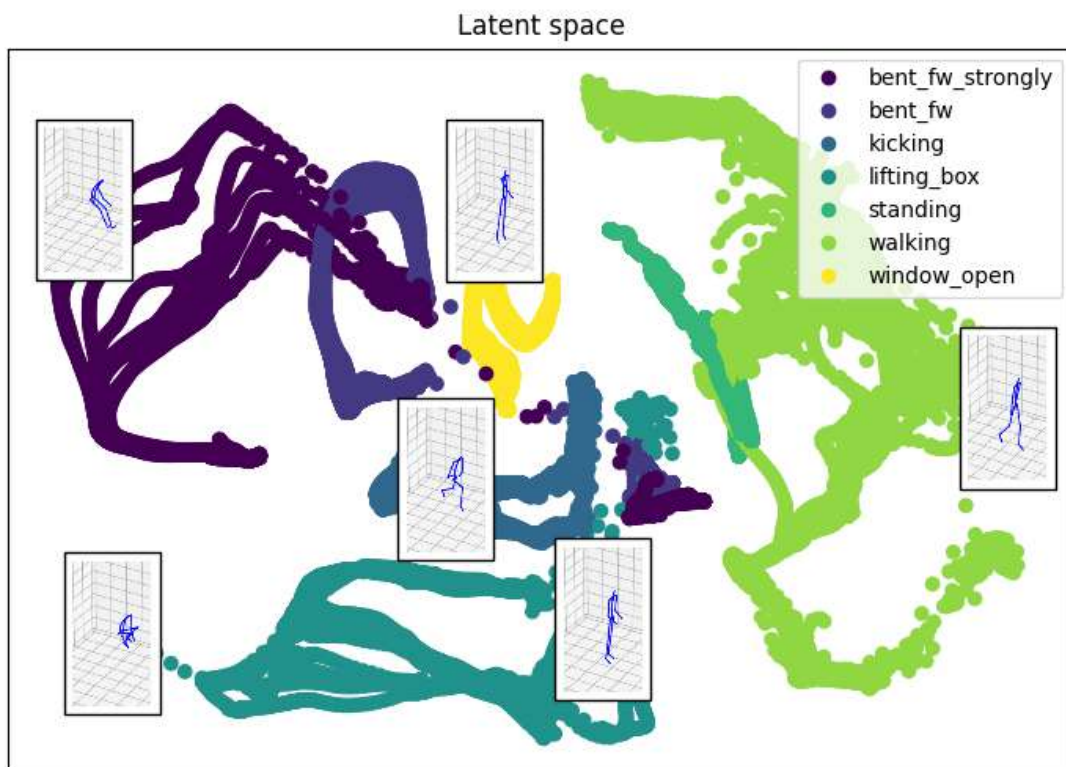 Latent space
bent_fw_strongly
bent_fw
kicking
lifting_box
standing
walking
window_open